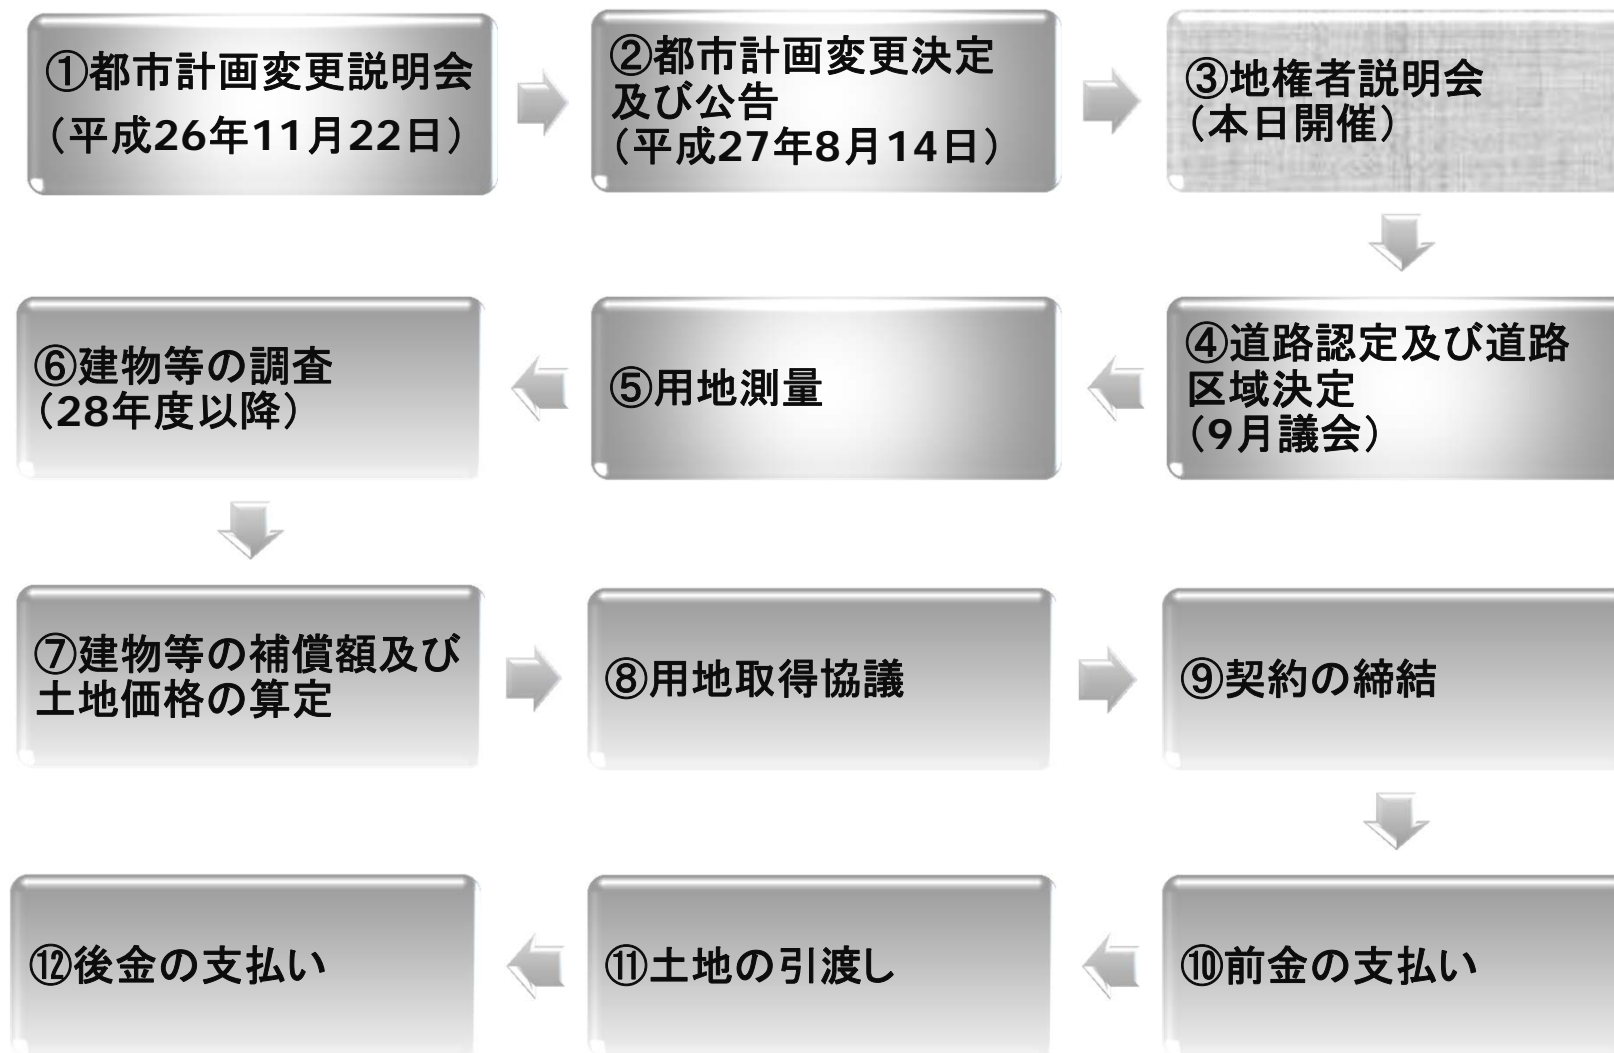 ①都市計画変更説明会
（平成26年11月22日）
②都市計画変更決定
及び公告
（平成27年8月14日）
③地権者説明会
（本日開催）
④道路認定及び道路
区域決定
（9月議会）
⑤用地測量
⑥建物等の調査
（28年度以降）
⑦建物等の補償額及び
土地価格の算定
⑧用地取得協議
⑨契約の締結
⑩前金の支払い
⑪土地の引渡し
⑫後金の支払い